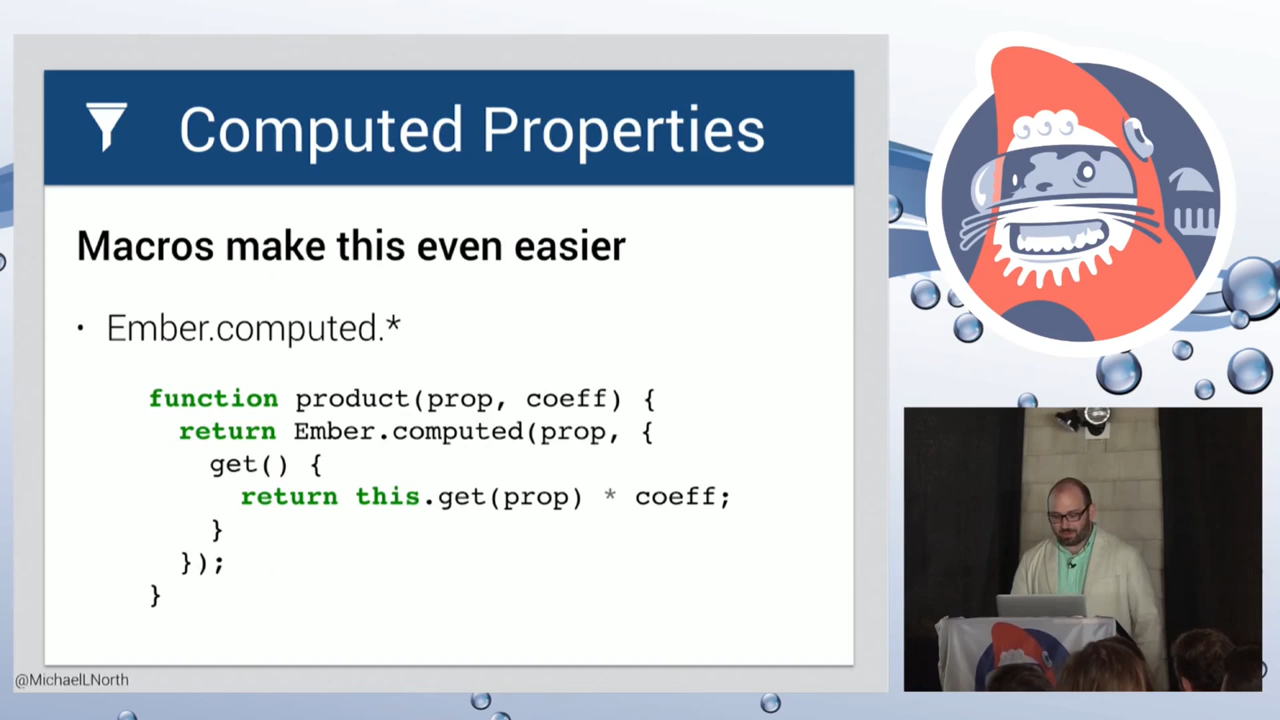 Computed Properties
Macros make this even easier
• Ember.computed.*
function product(prop, coeff) {
return Ember.computed(prop, {
get() {
return this.get(prop) * coeff;
}
});
}
@MichaelLNorth